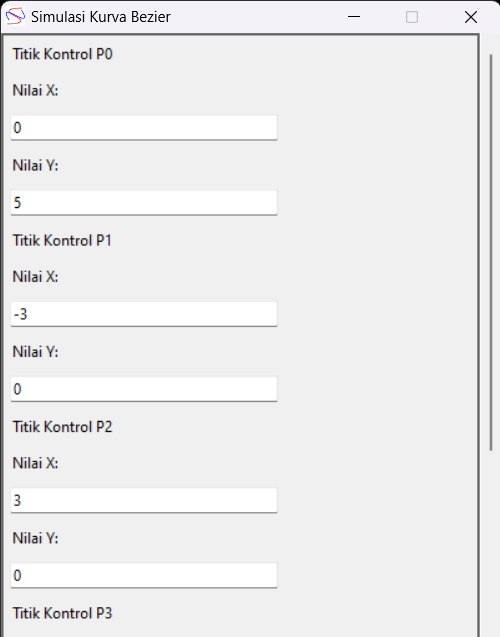 Simulasi Kurva Bezier
Titik Kontrol P0
Nilai X:
0
Nilai Y:
5
Titik Kontrol P1
Nilai X:
-3
Nilai Y:
0
Titik Kontrol P2
Nilai X:
3
Nilai Y:
0
Titik Kontrol P3